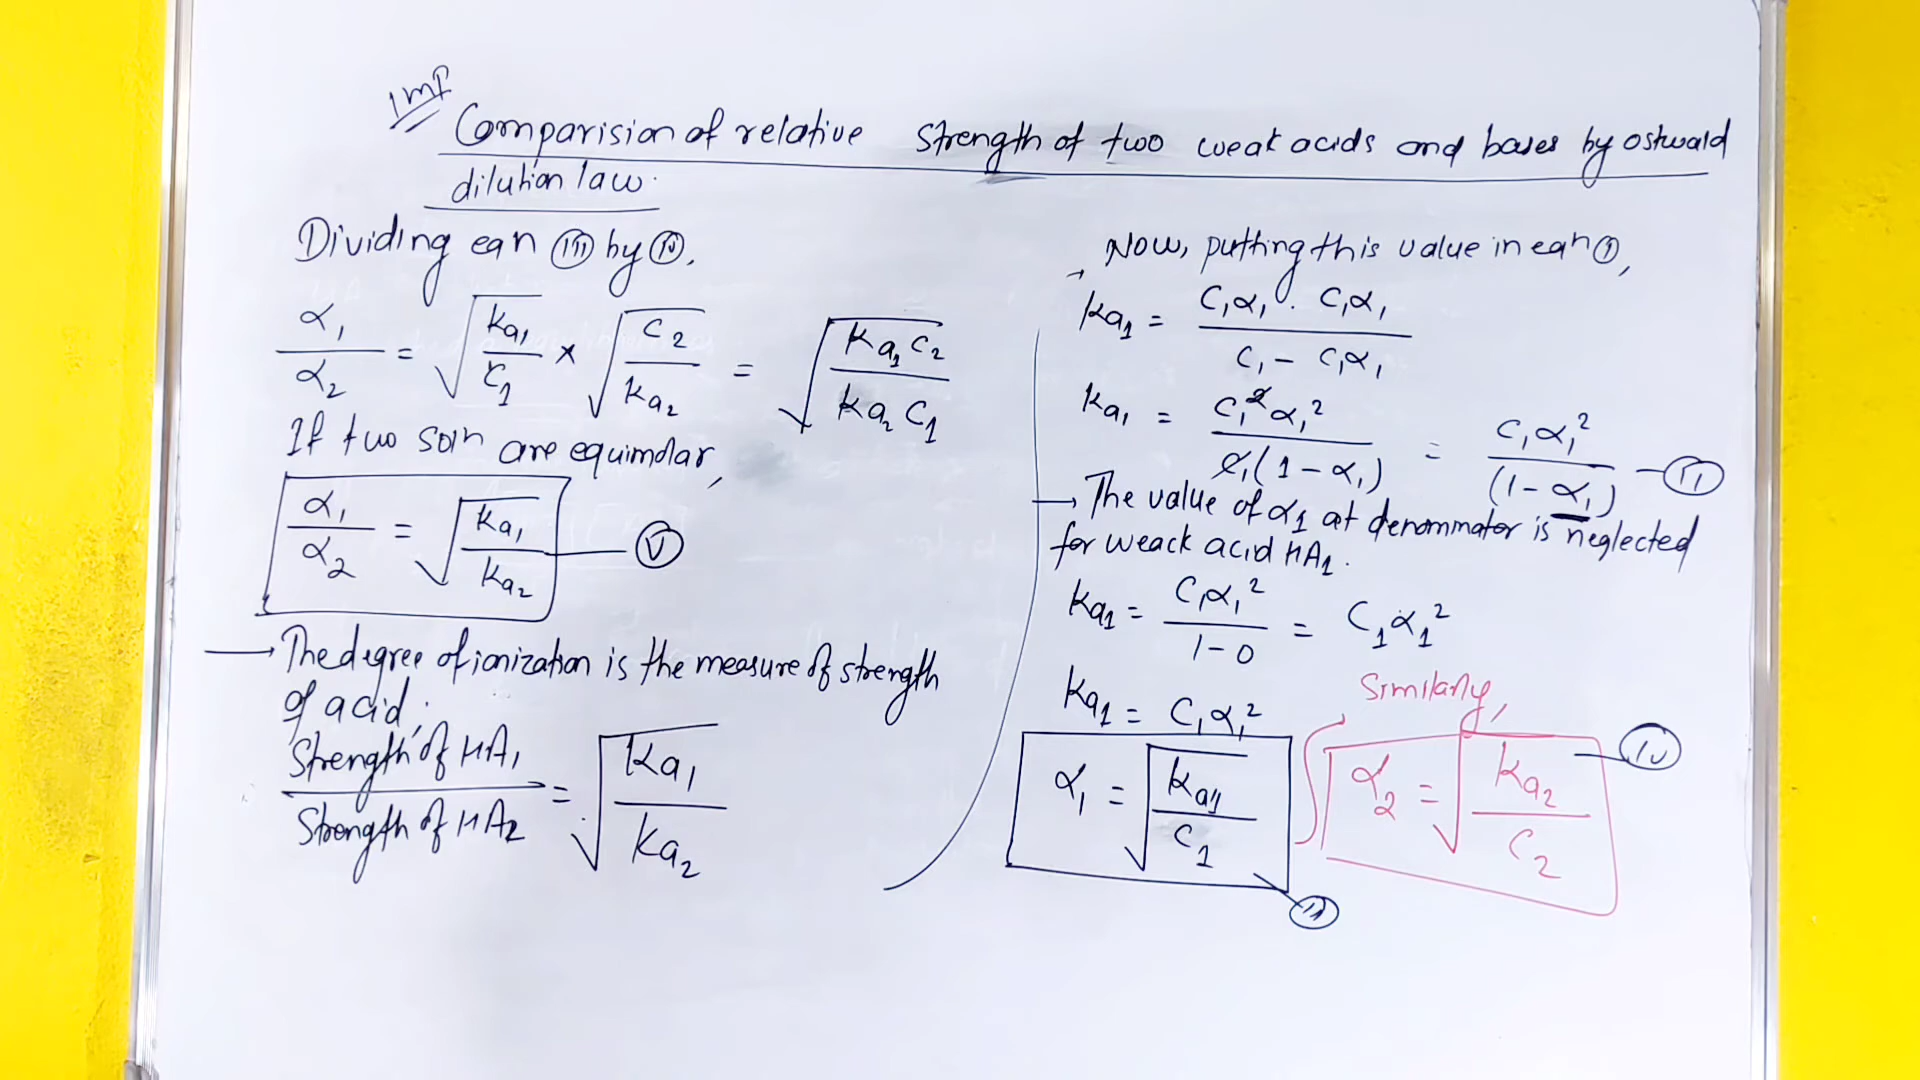 Imp
Comparision of relative strength of two weak acids and bases by ostwald
dilution law.
Dividing eqn (III) by (IV),
α₁/α₂ = √(ka₁/C₁) × √(C₂/ka₂) = √(ka₁C₂/ka₂C₁)
If two soln are equimolar,
α₁/α₂ = √(ka₁/ka₂) — (V)
→ The degree of ionization is the measure of strength
of acid,
Strength of HA₁/Strength of HA₂ = √(ka₁/ka₂)
Now, putting this value in eqn (I),
→ ka₁ = C₁α₁ . C₁α₁/C₁ - C₁α₁
ka₁ = C₁²α₁²/C₁(1-α₁) = C₁α₁²/(1-α₁) — (II)
→ The value of α₁ at denominator is neglected
for weack acid HA₁.
ka₁ = C₁α₁²/1-0 = C₁α₁²
ka₁ = C₁α₁²
α₁ = √(ka₁/C₁) — (III)
Similarly,
α₂ = √(ka₂/C₂) — (IV)